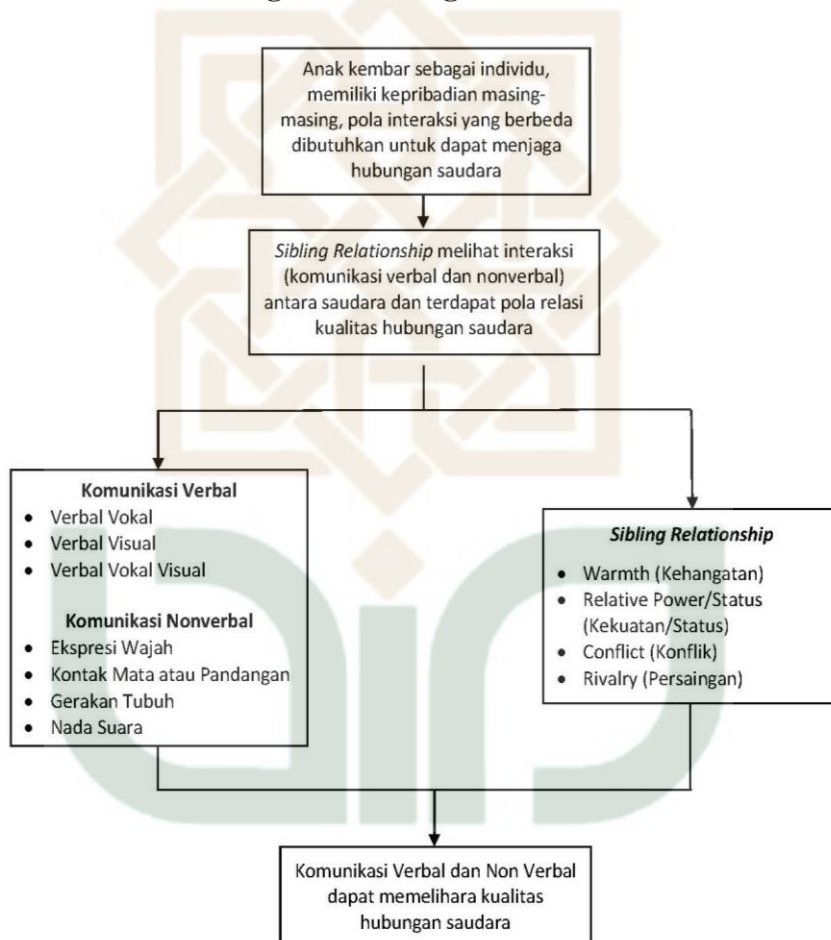 Anak kembar sebagai individu,
memiliki kepribadian masing-
masing, pola interaksi yang berbeda
dibutuhkan untuk dapat menjaga
hubungan saudara
Sibling Relationship melihat interaksi
(komunikasi verbal dan nonverbal)
antara saudara dan terdapat pola relasi
kualitas hubungan saudara
Komunikasi Verbal
• Verbal Vokal
• Verbal Visual
• Verbal Vokal Visual
Komunikasi Nonverbal
• Ekspresi Wajah
• Kontak Mata atau Pandangan
• Gerakan Tubuh
• Nada Suara
Sibling Relationship
• Warmth (Kehangatan)
• Relative Power/Status
(Kekuatan/Status)
• Conflict (Konflik)
• Rivalry (Persaingan)
Komunikasi Verbal dan Non Verbal
dapat memelihara kualitas
hubungan saudara